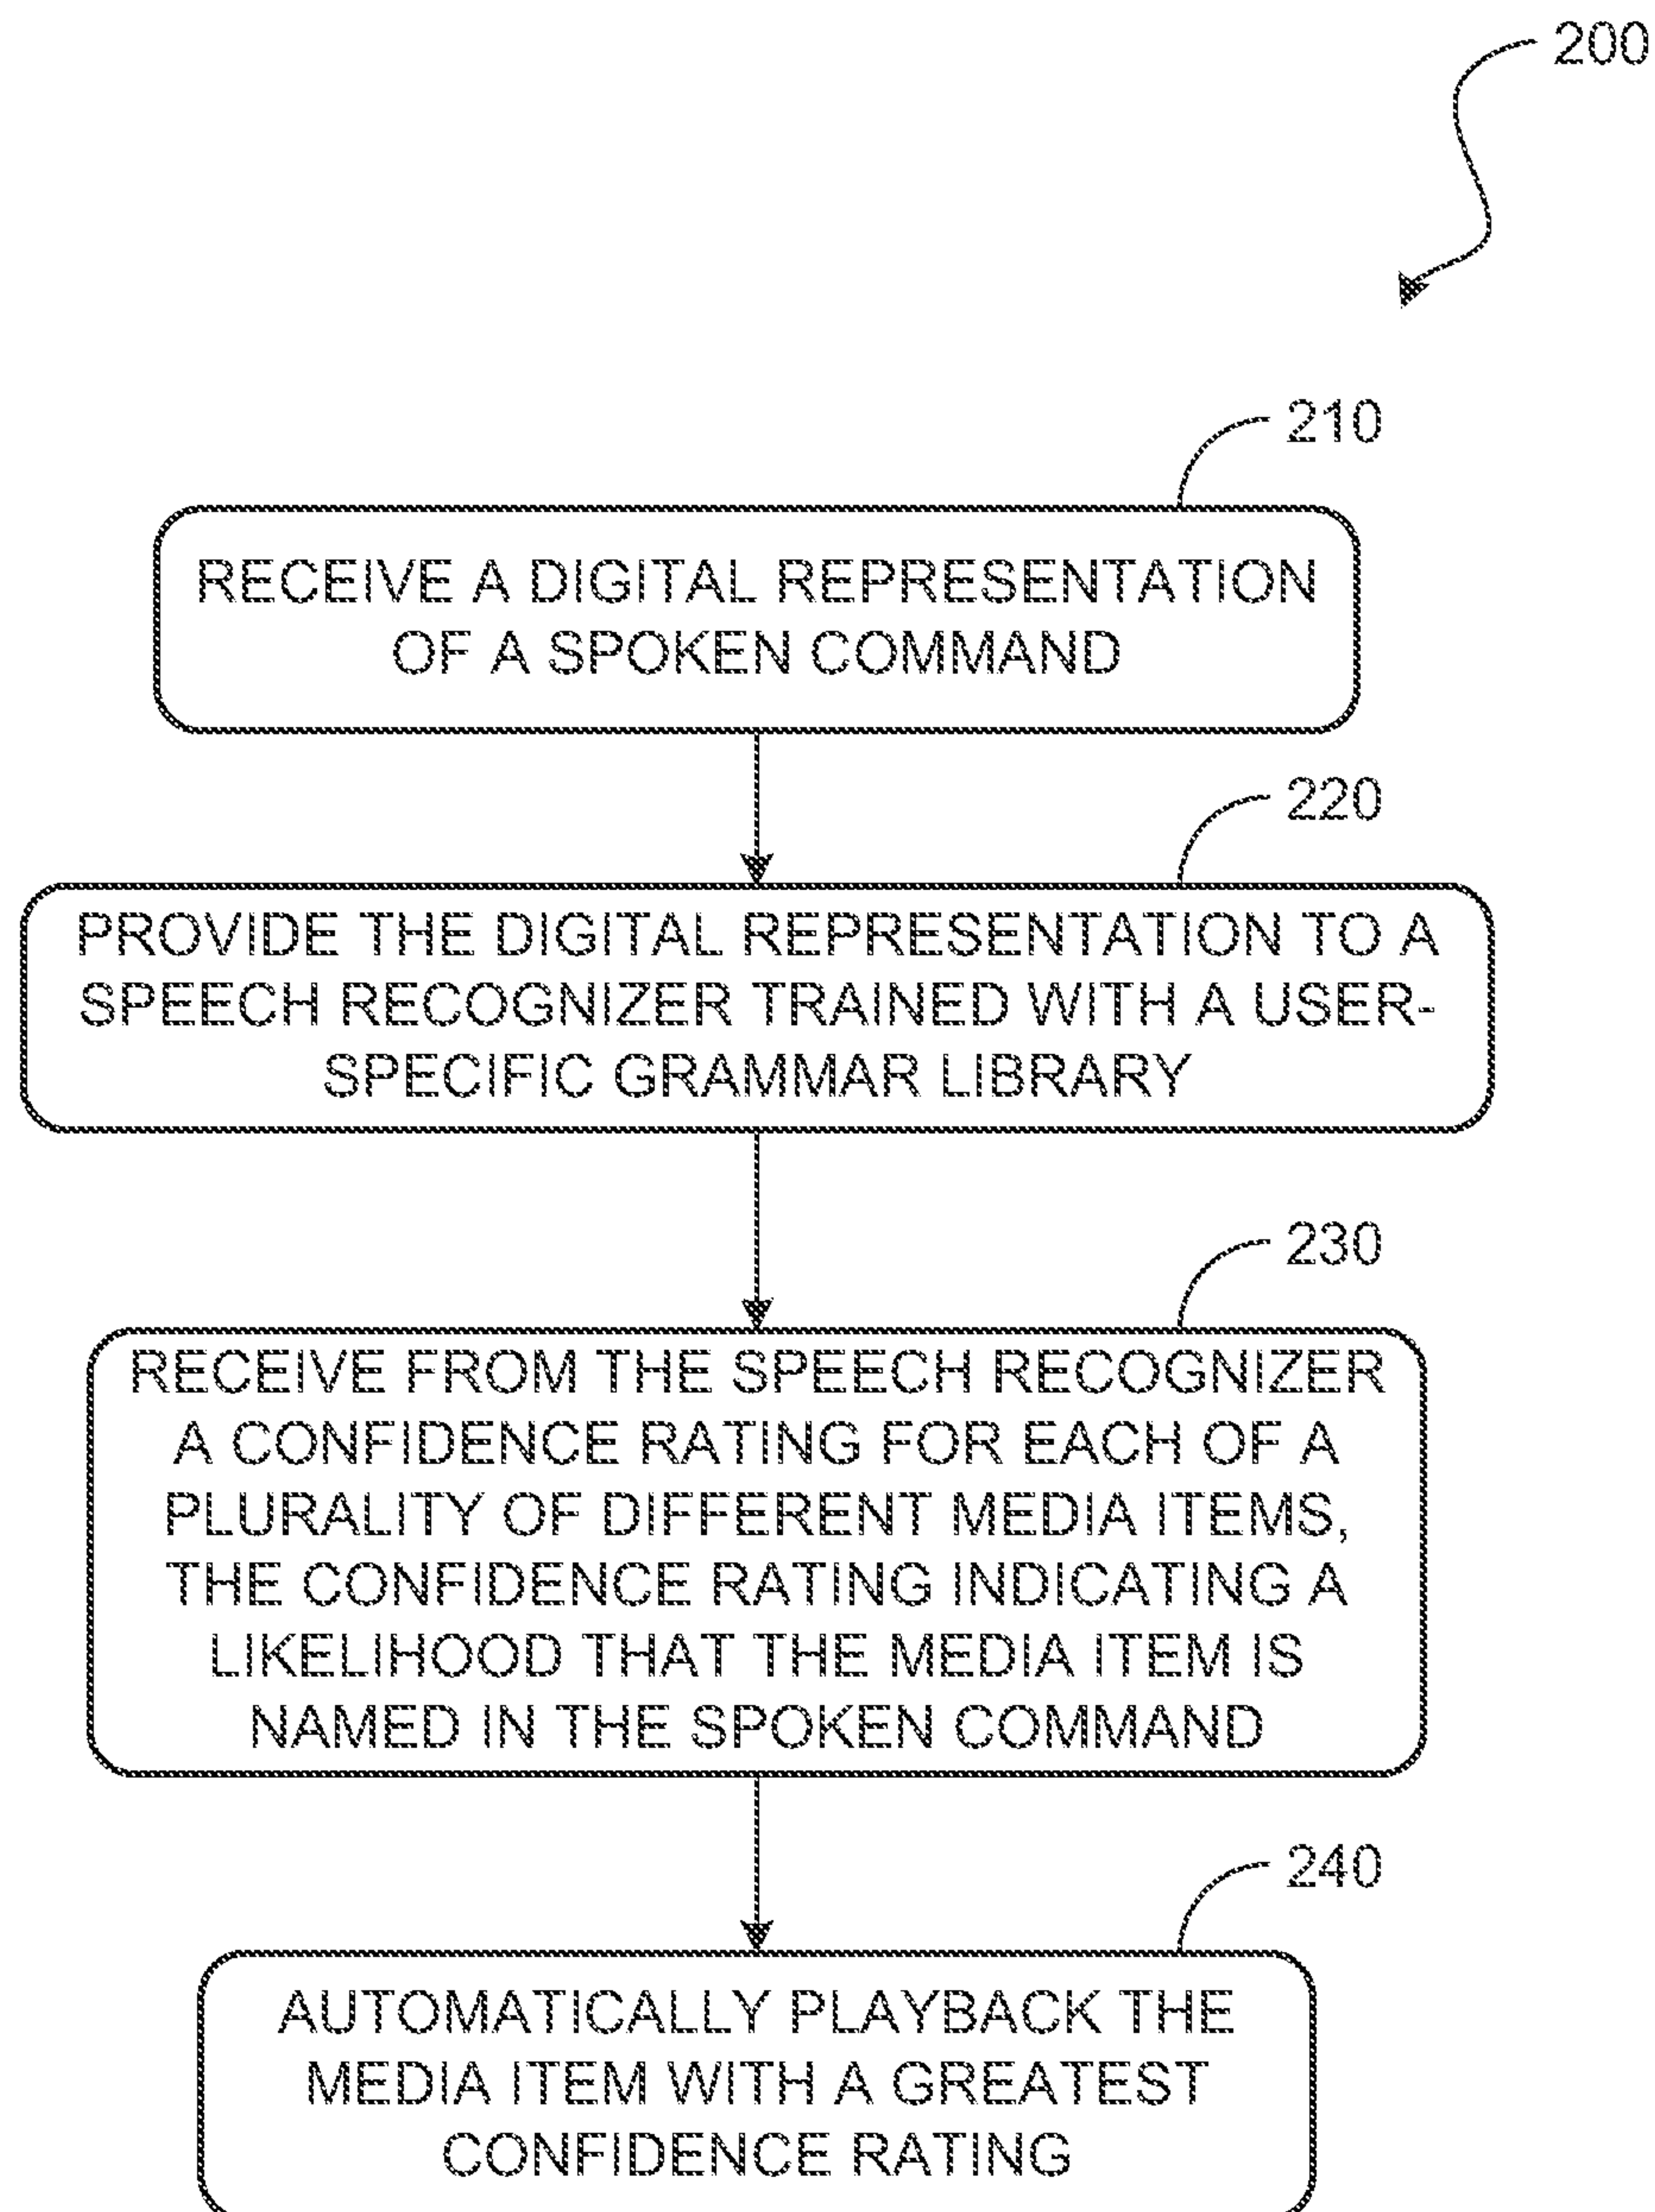 200
210
RECEIVE A DIGITAL REPRESENTATION
OF A SPOKEN COMMAND
220
PROVIDE THE DIGITAL REPRESENTATION TO A
SPEECH RECOGNIZER TRAINED WITH A USER-
SPECIFIC GRAMMAR LIBRARY
230
RECEIVE FROM THE SPEECH RECOGNIZER
A CONFIDENCE RATING FOR EACH OF A
PLURALITY OF DIFFERENT MEDIA ITEMS,
THE CONFIDENCE RATING INDICATING A
LIKELIHOOD THAT THE MEDIA ITEM IS
NAMED IN THE SPOKEN COMMAND
240
AUTOMATICALLY PLAYBACK THE
MEDIA ITEM WITH A GREATEST
CONFIDENCE RATING